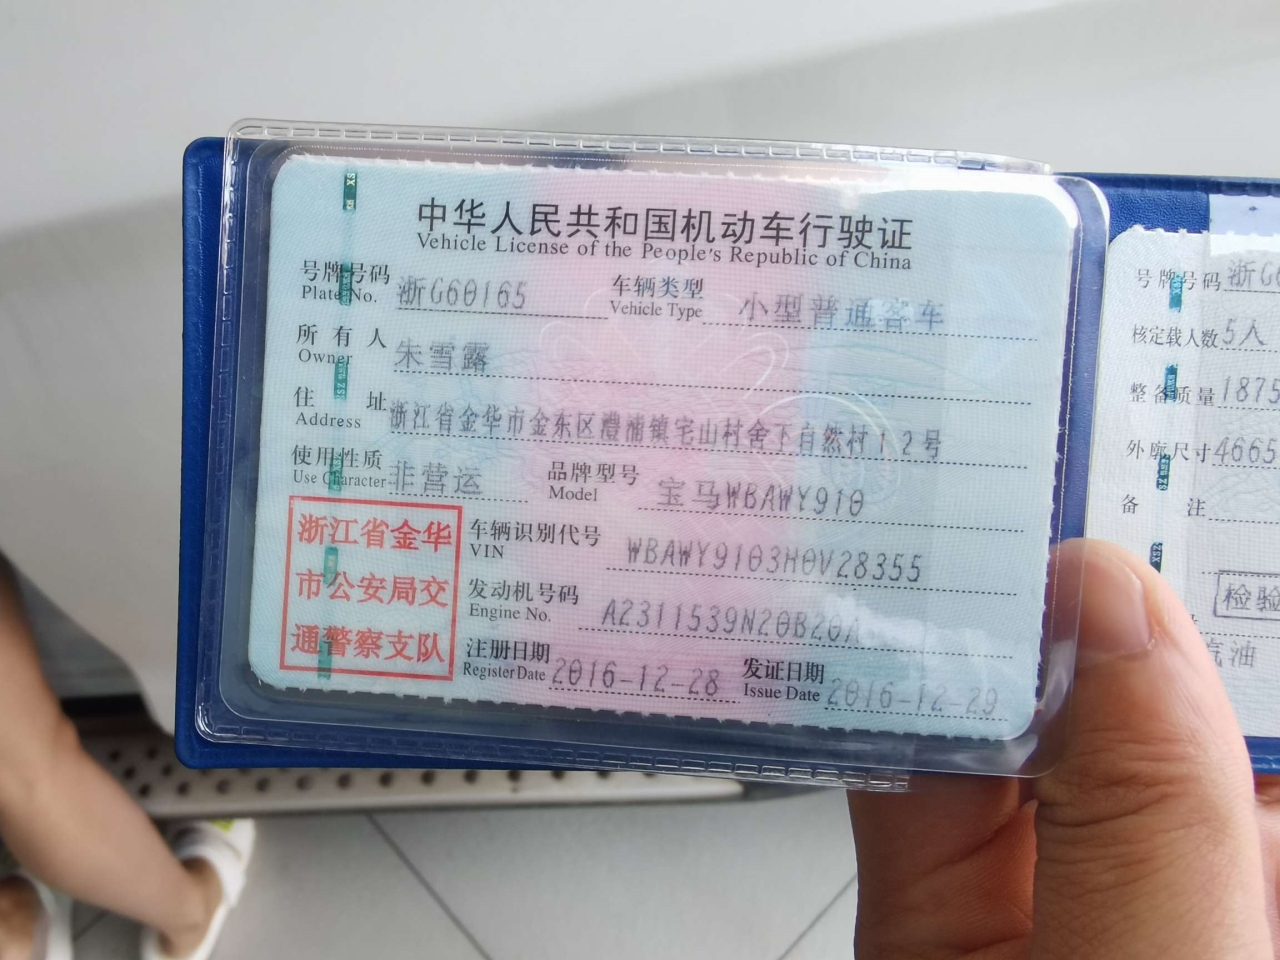 中华人民共和国机动车行驶证
Vehicle License of the People's Republic of China
号牌号码 浙G60165 车辆类型 小型普通客车
Plate No. Vehicle Type
所有人 朱雪露
Owner
住址 浙江省金华市金东区澧浦镇宅山村舍下自然村12号
Address
使用性质 非营运 品牌型号 宝马WBAWY910
Use Character Model
浙江省金华
市公安局交
通警察支队
车辆识别代号 WBAWY9103H0V28355
VIN
发动机号码 A2311539N20B20A
Engine No.
注册日期 2016-12-28 发证日期 2016-12-29
Register Date Issue Date
号牌号码 浙G6
核定载人数 5人
整备质量 1875
外廓尺寸 4665
备注
检验
汽油